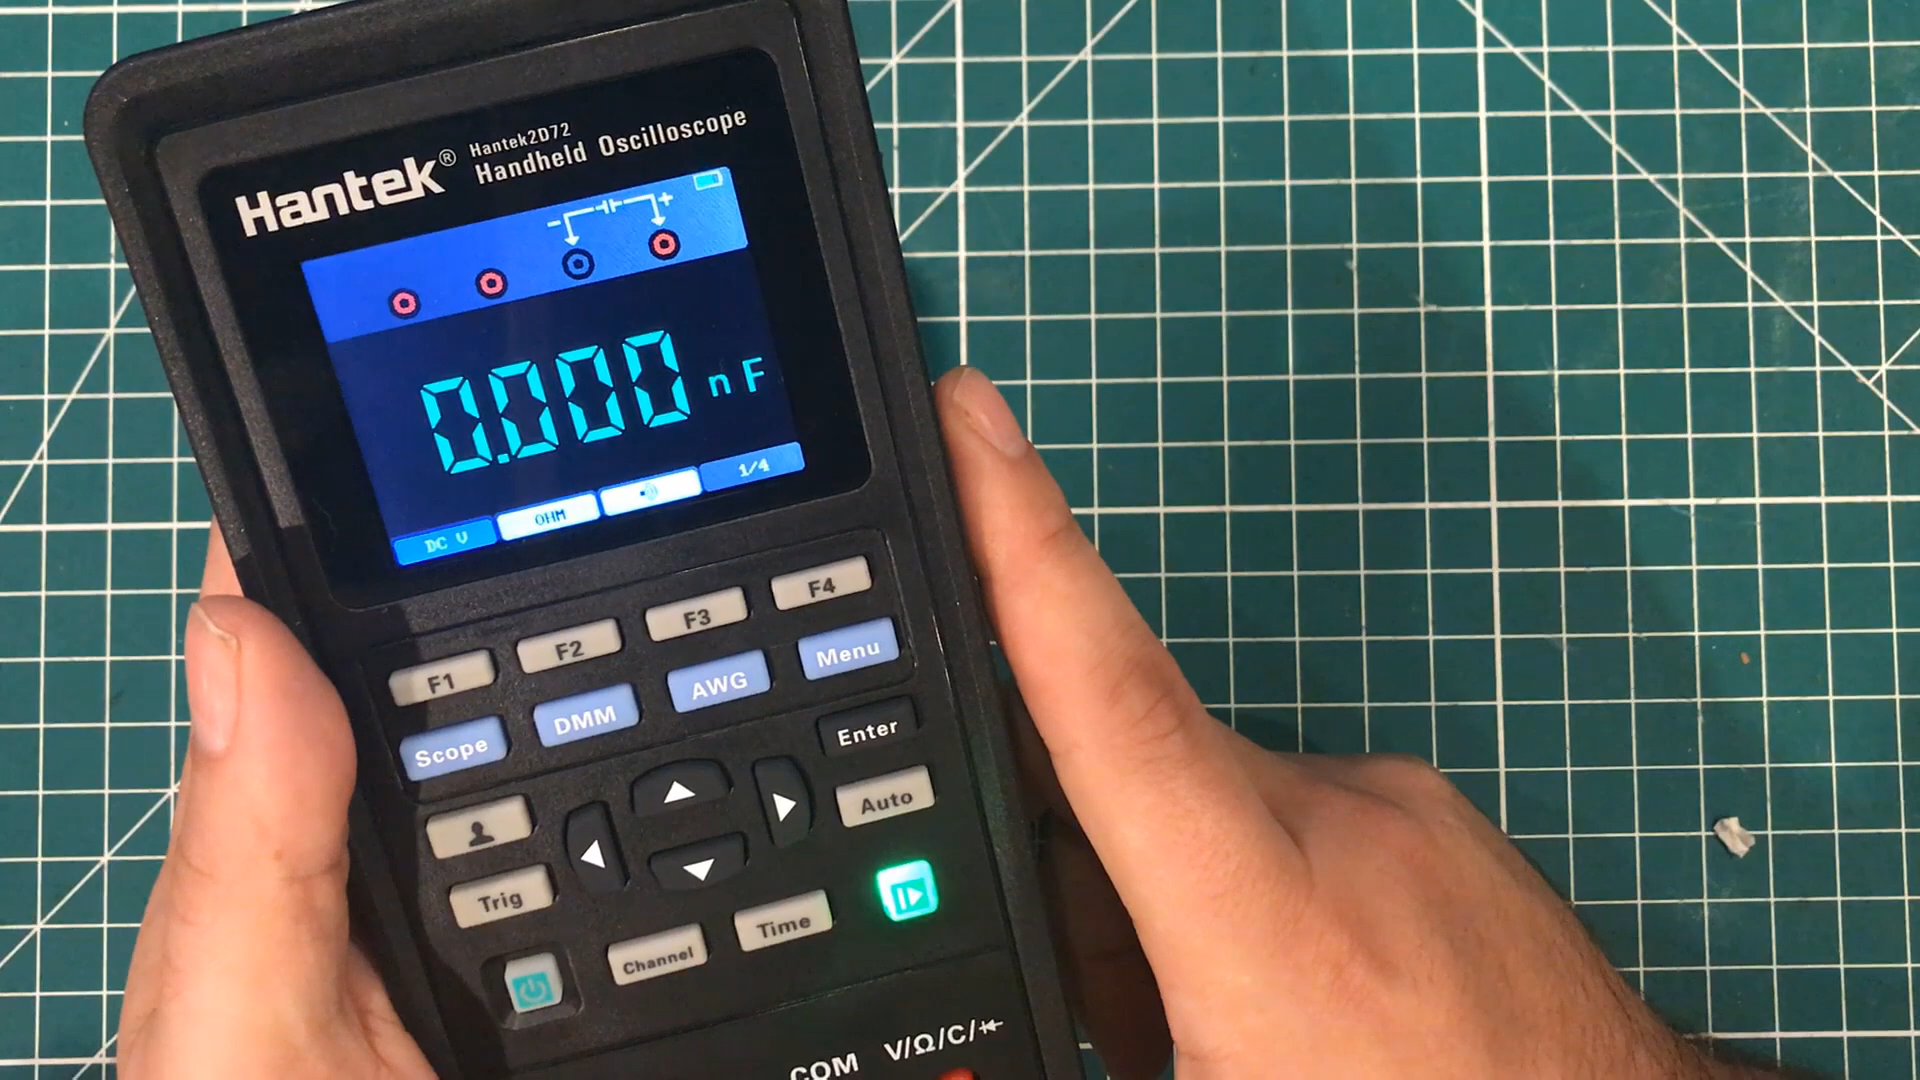 Hantek®
Hantek2D72
Handheld Oscilloscope
- +
0.000 nF
DC V OHM 1/4
F1 F2 F3 F4
Scope DMM AWG Menu
Enter
Auto
Trig
Channel Time
COM V/Ω/C/